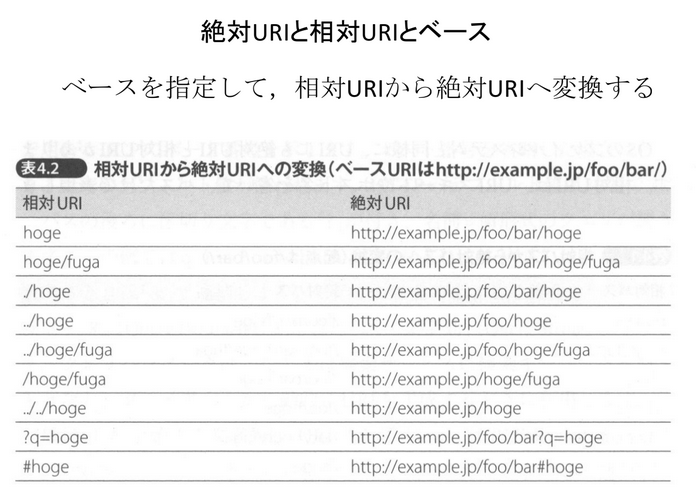 絶対URIと相対URIとベース
ベースを指定して，相対URIから絶対URIへ変換する
表4.2 相対URIから絶対URIへの変換（ベースURIはhttp://example.jp/foo/bar/）
相対URI 絶対URI
hoge http://example.jp/foo/bar/hoge
hoge/fuga http://example.jp/foo/bar/hoge/fuga
./hoge http://example.jp/foo/bar/hoge
../hoge http://example.jp/foo/hoge
../hoge/fuga http://example.jp/foo/hoge/fuga
/hoge/fuga http://example.jp/hoge/fuga
../../hoge http://example.jp/hoge
?q=hoge http://example.jp/foo/bar?q=hoge
#hoge http://example.jp/foo/bar#hoge